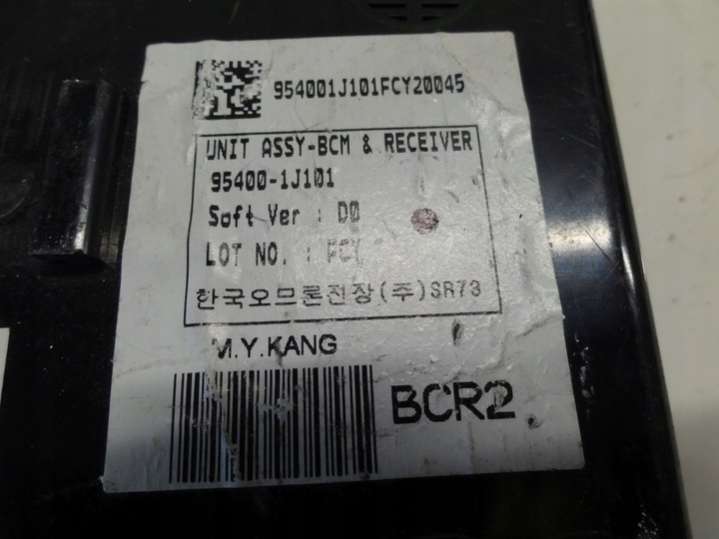 954001J101FCY20045
UNIT ASSY-BCM & RECEIVER
95400-1J101
Soft Ver : D0
LOT NO. :
한국오므론전장(주)SR73
M.Y.KANG
BCR2